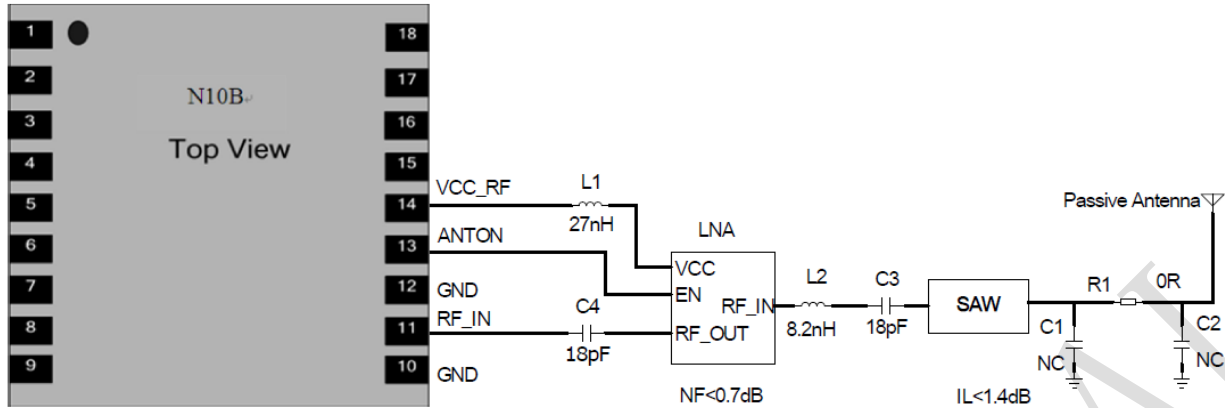 1
2
3
4
5
6
7
8
9
18
17
16
15
14
13
12
11
10
N10B
Top View
VCC_RF
ANTON
GND
RF_IN
GND
L1
27nH
C4
18pF
LNA
VCC
EN
RF_IN
RF_OUT
NF<0.7dB
L2
8.2nH
C3
18pF
SAW
IL<1.4dB
R1
0R
C1
NC
C2
NC
Passive Antenna